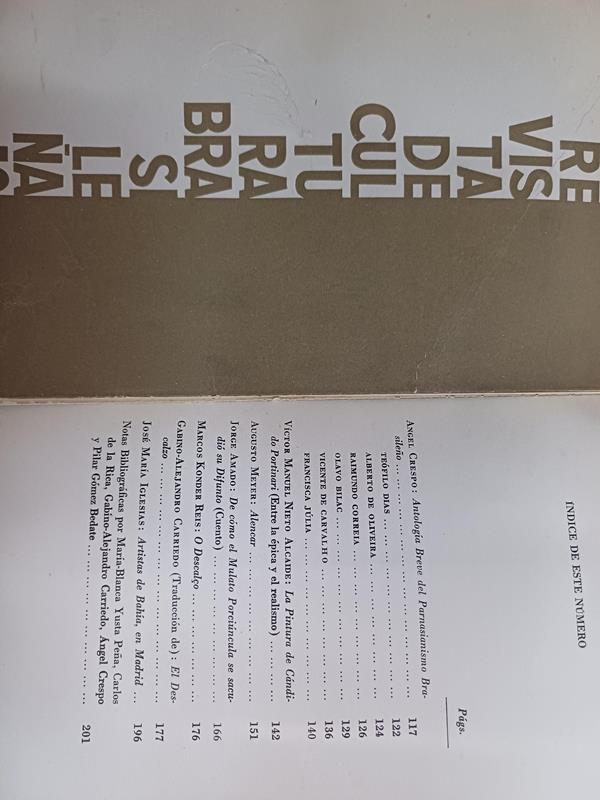 RE
VIS
TA
DE
CUL
TU
RA
BRA
SI
LE
ÑA
ÍNDICE DE ESTE NÚMERO
Págs.
ÁNGEL CRESPO: Antología Breve del Parnasianismo Bra-
sileño ... ... ... ... ... ... ... ... ... ... ... 117
TEÓFILO DIAS ... ... ... ... ... ... ... ... 122
ALBERTO DE OLIVEIRA ... ... ... ... ... ... 124
RAIMUNDO CORREIA ... ... ... ... ... ... ... 126
OLAVO BILAC ... ... ... ... ... ... ... ... 129
VICENTE DE CARVALHO ... ... ... ... ... ... 136
FRANCISCA JÚLIA ... ... ... ... ... ... ... 140
VÍCTOR MANUEL NIETO ALCAIDE: La Pintura de Cándi-
do Portinari (Entre la épica y el realismo) ... ... ... 142
AUGUSTO MEYER: Alencar ... ... ... ... ... ... ... 151
JORGE AMADO: De cómo el Mulato Porciúncula se sacu-
dió su Difunto (Cuento) ... ... ... ... ... ... ... 166
MARCOS KONDER REIS: O Descalço ... ... ... ... ... 176
GABINO-ALEJANDRO CARRIEDO (Traducción de): El Des-
calzo ... ... ... ... ... ... ... ... ... ... ... 177
JOSÉ MARÍA IGLESIAS: Artistas de Bahía, en Madrid ... 196
Notas Bibliográficas por María-Blanca Yusta Peña, Carlos
de la Rica, Gabino-Alejandro Carriedo, Ángel Crespo
y Pilar Gómez Bedate ... ... ... ... ... ... ... 201